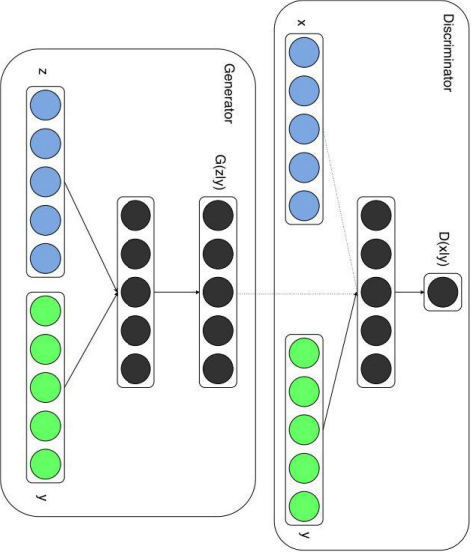 Discriminator
D(x|y)
x
y
Generator
G(z|y)
z
y